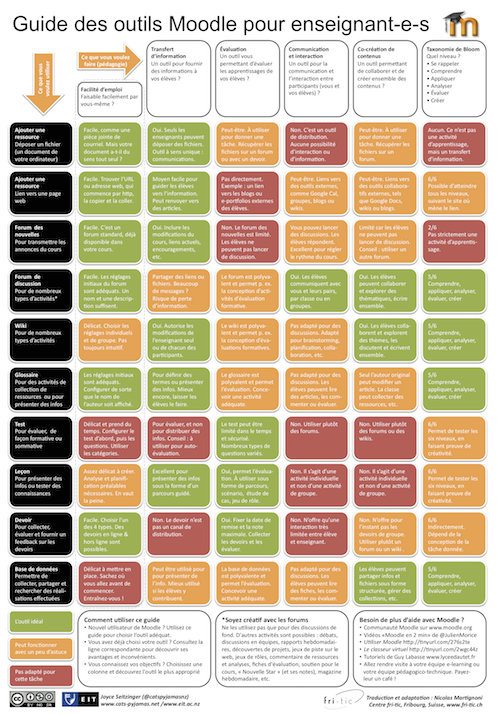 Guide des outils Moodle pour enseignant-e-s
Ce que vous voulez utiliser
Ce que vous voulez
faire (pédagogie)
Facilité d'emploi
Faisable facilement par
vous-même ?
Transfert
d'information
Un outil pour fournir
des informations à
vos élèves ?
Évaluation
Un outil vous
permettant d'évaluer
les apprentissages de
vos élèves ?
Communication
et interaction
Un outil pour la
communication et
l'interaction entre
participants (vous et
vos élèves) ?
Co-création de
contenus
Un outil permettant
de collaborer et de
créer ensemble des
contenus ?
Taxonomie de Bloom
Quel niveau ?
• Se rappeler
• Comprendre
• Appliquer
• Analyser
• Évaluer
• Créer
Ajouter une
ressource
Déposer un fichier
(un document de
votre ordinateur)
Facile, comme une
pièce jointe de
courriel. Mais votre
document a-t-il du
sens tout seul ?
Oui. Seuls les
enseignants peuvent
déposer des fichiers.
Outil à sens unique :
communications.
Peut-être. À utiliser
pour donner une
tâche. Récupérer les
fichiers sur un forum
ou avec un devoir.
Non. C'est un outil
de distribution.
Aucune possibilité
d'interaction ou
d'information.
Peut-être. À utiliser
pour donner une
tâche. Récupérer les
fichiers sur un
forum.
Aucun. Ce n'est pas
une activité
d'apprentissage,
mais un transfert
d'information.
Ajouter une
ressource
Lien vers une page
web
Facile. Trouver l'URL
ou adresse web, qui
commence par http,
la copier et la coller.
Moyen facile pour
guider les élèves
vers l'information.
Peut renvoyer vers
des articles.
Pas directement.
Exemple : un lien
vers les blogs ou
e-portfolios externes
des élèves.
Peut-être. Liens vers
des outils externes,
comme Google Cal,
groupes, blogs ou
wikis.
Peut-être. Liens vers
des outils collabora-
tifs externes, tels
que Google Docs,
wikis ou blogs.
6/6
Possible d'atteindre
tous les niveaux,
suivant le site où
mène le lien.
Forum des
nouvelles
Pour transmettre les
annonces du cours
Facile. C'est un
forum standard, déjà
disponible dans
votre cours.
Oui. Inclure les
modifications de
cours, liens actuels,
encouragements,
etc.
Non. Le forum des
nouvelles est limité.
Les élèves ne
peuvent pas lancer
de discussion.
Vous pouvez lancer
des discussions. Les
élèves répondent.
Excellent pour régler
le rythme du cours.
Limité car les élèves
ne peuvent pas
lancer de discussion.
Conseil : utiliser un
autre forum.
2/6
Pas strictement une
activité d'apprentis-
sage.
Forum de
discussion
Pour de nombreux
types d'activités*
Facile. Les réglages
initiaux du forum
sont adéquats. Un
nom et une descrip-
tion suffisent.
Partager des liens ou
fichiers. Beaucoup
de messages ?
Risque de perte
d'information.
Le forum est polyva-
lent et permet p. ex.
la conception d'acti-
vités d'évaluation
formative.
Oui. Les élèves
communiquent avec
vous et leurs pairs,
par classe ou en
groupes.
Oui. Les élèves
peuvent collaborer
et explorer des
thématiques, écrire
ensemble.
5/6
Comprendre,
appliquer, analyser,
évaluer, créer
Wiki
Pour de nombreux
types d'activités
Délicat. Choisir les
réglages individuels
et de groupe. Pas
toujours intuitif.
Oui. Autorise les
modifications de
l'enseignant seul
ou de chacun des
participants.
Le wiki est polyva-
lent et permet p. ex.
la conception d'éva-
luations formatives.
Pas adapté pour des
discussions. Adapté
pour brainstorming,
planification, colla-
boration, etc.
Oui. Les élèves colla-
borent et explorent
des thèmes, les
discutent et écrivent
ensemble.
5/6
Comprendre,
appliquer, analyser,
évaluer, créer
Glossaire
Pour des activités de
collection de
ressources ou pour
présenter des infos
Les réglages initiaux
sont adéquats.
Configurer de sorte
que le nom de
l'auteur soit affiché.
Pour définir des
termes ou présenter
des infos. Mieux
encore, laisser les
élèves le faire.
Le glossaire est
polyvalent et permet
l'évaluation. Conce-
voir une activité
adéquate.
Pas adapté pour des
discussions. Les
élèves peuvent lire
des articles, les com-
menter ou évaluer
Seul l'auteur original
peut modifier un
article. La classe
peut collecter des
ressources, etc.
5/6
Comprendre,
appliquer, analyser,
évaluer, créer
Test
Pour évaluer, de
façon formative ou
sommative
Délicat et prend du
temps. Configurer le
test d'abord, puis les
questions. Utiliser
les catégories.
Pour évaluer, et non
pour distribuer des
infos. Conseil : à
utiliser pour auto-
évaluation.
Le test peut être
limité dans le temps
et sécurisé.
Nombreux types de
questions variés.
Non. Utiliser plutôt
des forums.
Non. Utiliser plutôt
des forums ou des
wikis.
6/6
Permet de tester les
six niveaux, en
faisant preuve de
créativité.
Leçon
Pour présenter des
infos ou tester des
connaissances
Assez délicat à créer.
Analyse et planifi-
cation préalables
nécessaires. En vaut
la peine.
Excellent pour
présenter des infos
sous la forme d'un
parcours guidé.
Oui, permet l'évalua-
tion. À utiliser sous
forme de parcours,
scénario, étude de
cas, jeu de rôle.
Non. Il s'agit d'une
activité individuelle
et non d'une activité
de groupe.
Non. Il s'agit d'une
activité individuelle
et non d'une activité
de groupe.
6/6
Permet de tester les
six niveaux, en
faisant preuve de
créativité.
Devoir
Pour collecter,
évaluer et fournir un
feedback sur les
devoirs
Facile. Choisir l'un
des 4 types. Des
devoirs en ligne &
hors ligne sont
possibles.
Non. Le devoir n'est
pas un canal de
distribution.
Oui. Fixer la date de
remise et la note
maximale. Collecter
les devoirs et les
évaluer.
Non. N'offre qu'une
interaction très
limitée entre élève
et enseignant.
Non. N'offre pour
l'instant pas les
devoirs de groupe.
Utiliser plutôt un
forum ou un wiki .
6/6
Indirectement.
Dépend de la
conception de la
tâche donnée.
Base de données
Permettre de
collecter, partager et
rechercher des réali-
sations effectuées
Délicat à mettre en
place. Sachez où
vous allez avant de
commencer.
Entraînez-vous !
Peut être utilisé pour
pour présenter de
l'info. Mieux utilisé
si les élèves y
contribuent
La base de données
est polyvalente et
permet l'évaluation.
Concevoir une
activité adéquate.
Pas adapté pour des
discussions. Les
élèves peuvent lire
des fiches, les com-
menter ou évaluer.
Les élèves peuvent
partager infos et
fichiers sous forme
structurée, gérer des
collections, etc.
6/6
Comprendre,
appliquer, analyser,
évaluer, créer
L'outil idéal
Peut fonctionner
avec un peu d'astuce
Pas adapté pour
cette tâche
Comment utiliser ce guide
• Nouvel utilisateur de Moodle ? Utilisez ce
guide pour choisir l'outil adéquat.
• Vous avez déjà choisi votre outil ? Consultez la
ligne correspondante pour découvrir ses
avantages et inconvénients.
• Vous connaissez vos objectifs ? Choisissez une
colonne et découvrez l'outil le plus approprié
*Soyez créatif avec les forums
Ne les utilisez pas que pour des discussions de
fond. D'autres activités sont possibles : débats,
discussions en équipes, rapports hebdomadai-
res, découvertes de projets, jeux de piste sur le
web, jeux de rôles, commentaire de ressources
et analyses, fiches d'évaluation, soutien pour le
cours, « Nouvelle Star » (et ses notes), magazine
hebdomadaire, etc.
Besoin de plus d'aide avec Moodle ?
• Communauté Moodle sur www.moodle.org
• Vidéos «Moodle en 2 min» de @JulienMorice
• Utiliser Moodle http://tinyurl.com/276i2te
• Le classeur virtuel http://tinyurl.com/2wgc44z
• Tutoriels de Guy Labasse www.lyceedautet.fr
• Allez rendre visite à votre équipe e-learning ou
votre équipe pédagogico-technique. Payez-
leur un café !
EIT
Joyce Seitzinger (@catspyjamasnz)
www.cats-pyjamas.net /www.eit.ac.nz
fri-tic
Traduction et adaptation : Nicolas Martignoni
Centre fri-tic, Fribourg, Suisse, www.fri-tic.ch